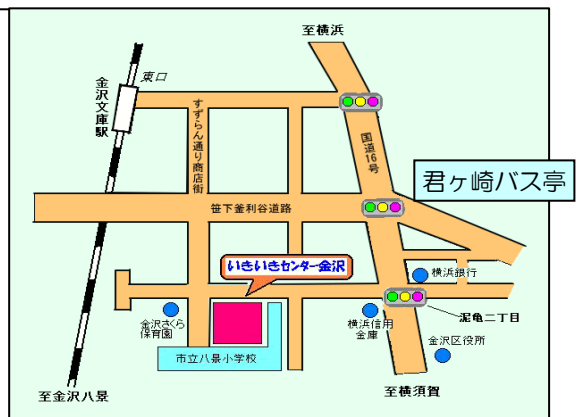 至横浜
東口
金沢文庫駅
すずらん通り商店街
国道16号
君ヶ崎バス亭
笹下釜利谷道路
いきいきセンター金沢
横浜銀行
金沢さくら
保育園
横浜信用
金庫
泥亀二丁目
金沢区役所
市立八景小学校
至金沢八景
至横須賀